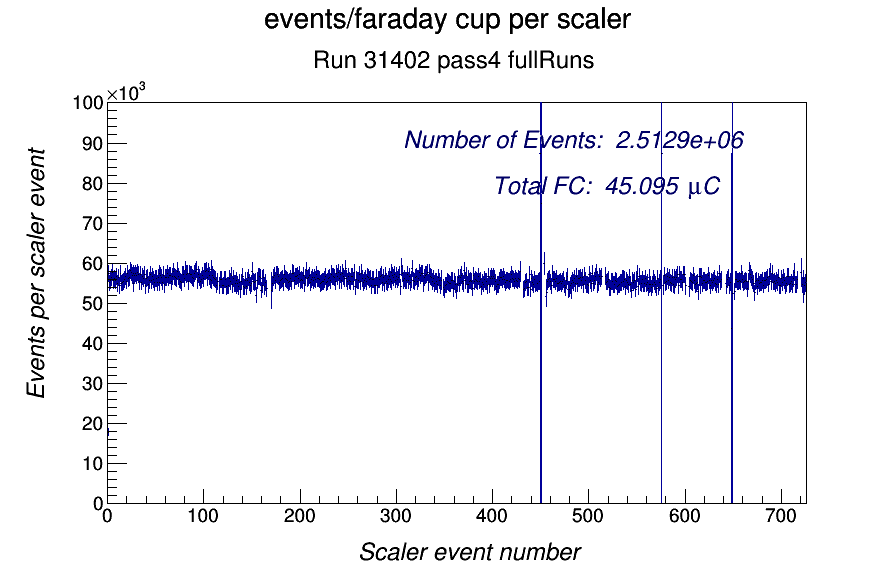 events/faraday cup per scaler
Run 31402 pass4 fullRuns
×10³
100
90
80
70
60
50
40
30
20
10
0
Events per scaler event
Number of Events: 2.5129e+06
Total FC: 45.095 μC
0 100 200 300 400 500 600 700
Scaler event number